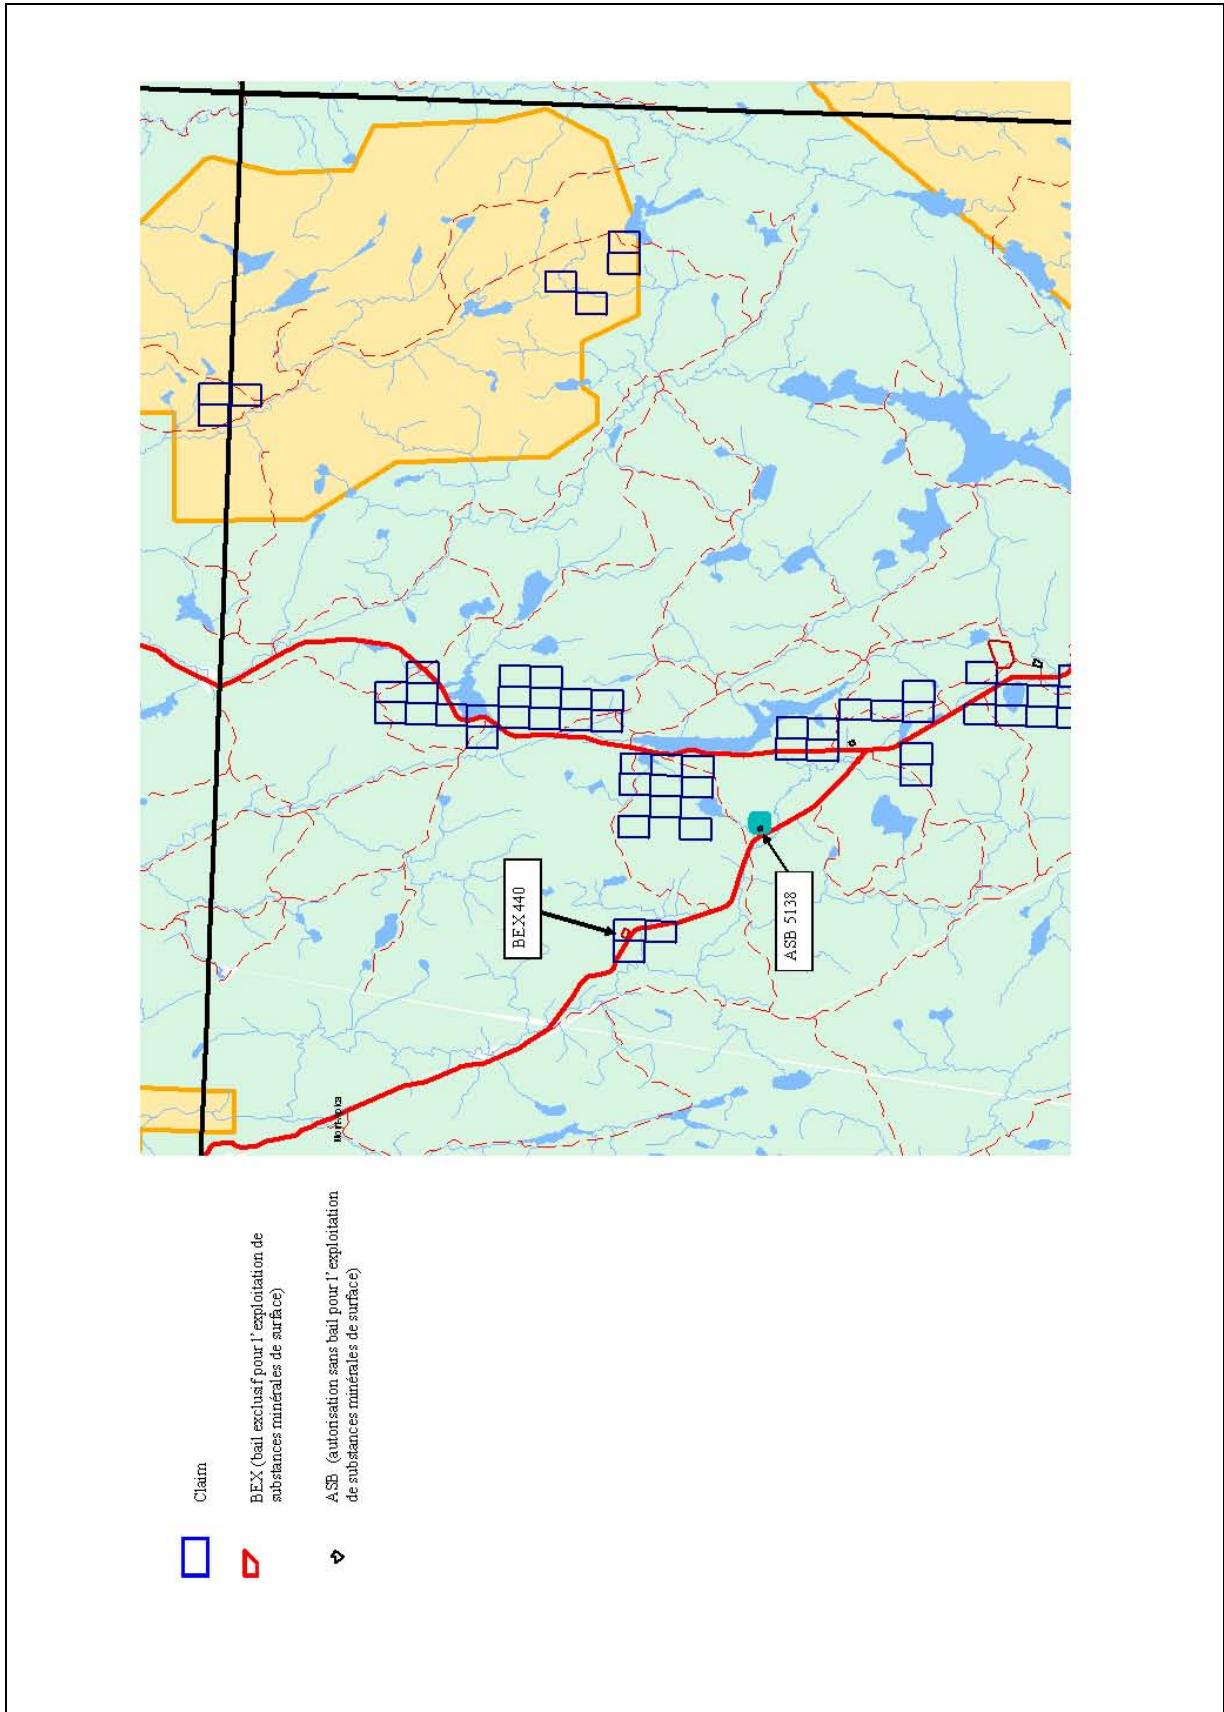 BEX 440
ASB 5138
Claim
BEX (bail exclusif pour l'exploitation de
substances minérales de surface)
ASB (autorisation sans bail pour l'exploitation
de substances minérales de surface)